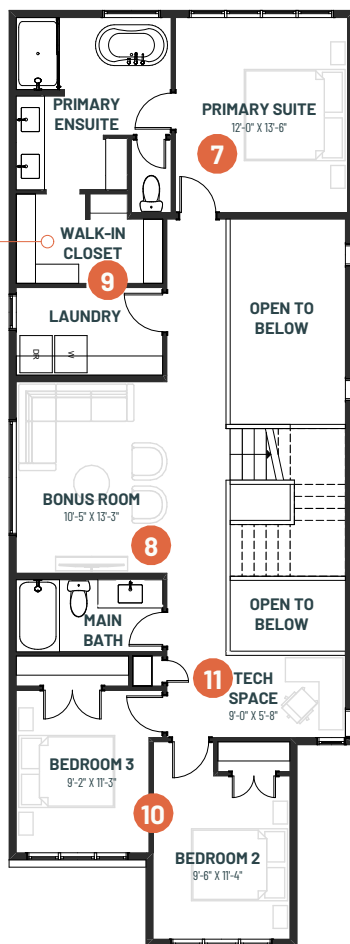 PRIMARY
ENSUITE
PRIMARY SUITE
12'-0" X 13'-6"
7
WALK-IN
CLOSET
9
LAUNDRY
DR
W
OPEN TO
BELOW
BONUS ROOM
10'-5" X 13'-3"
8
MAIN
BATH
OPEN TO
BELOW
11
TECH
SPACE
9'-0" X 5'-8"
BEDROOM 3
9'-2" X 11'-3"
10
BEDROOM 2
9'-6" X 11'-4"